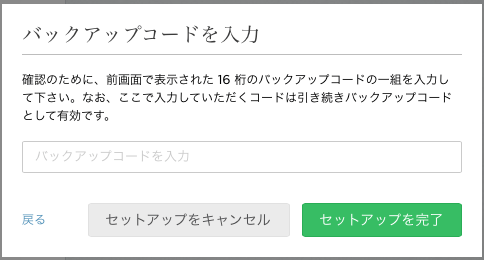 バックアップコードを入力
確認のために、前画面で表示された 16 桁のバックアップコードの一組を入力し
て下さい。なお、ここで入力していただくコードは引き続きバックアップコード
として有効です。
バックアップコードを入力
戻る セットアップをキャンセル セットアップを完了